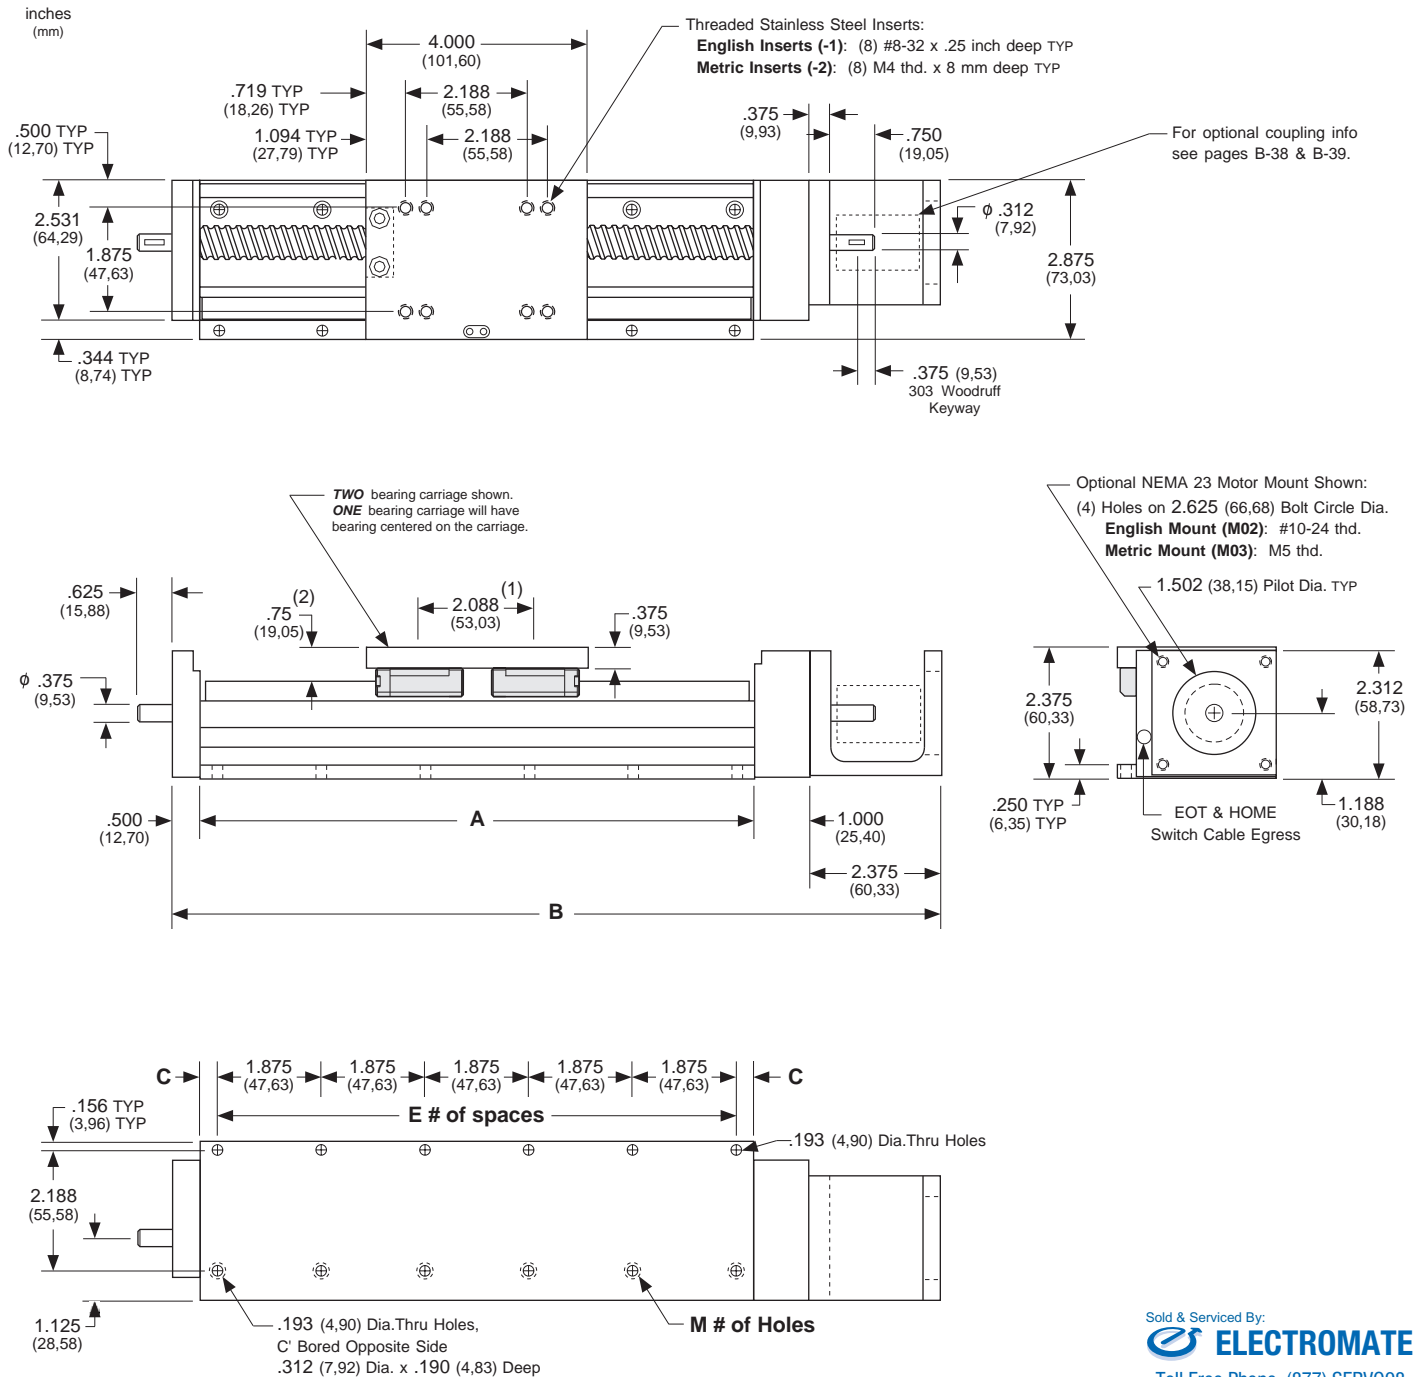 inches
(mm)
Threaded Stainless Steel Inserts:
English Inserts (-1): (8) #8-32 x .25 inch deep TYP
Metric Inserts (-2): (8) M4 thd. x 8 mm deep TYP
4.000
(101,60)
.719 TYP
(18,26) TYP
2.188
(55,58)
1.094 TYP
(27,79) TYP
2.188
(55,58)
.500 TYP
(12,70) TYP
.375
(9,93)
.750
(19,05)
For optional coupling info
see pages B-38 & B-39.
2.531
(64,29)
1.875
(47,63)
ϕ .312
(7,92)
2.875
(73,03)
.344 TYP
(8,74) TYP
.375 (9,53)
303 Woodruff
Keyway
TWO bearing carriage shown.
ONE bearing carriage will have
bearing centered on the carriage.
Optional NEMA 23 Motor Mount Shown:
(4) Holes on 2.625 (66,68) Bolt Circle Dia.
English Mount (M02): #10-24 thd.
Metric Mount (M03): M5 thd.
1.502 (38,15) Pilot Dia. TYP
.625
(15,88)
(2)
.75
(19,05)
(1)
2.088
(53,03)
.375
(9,53)
ϕ .375
(9,53)
2.375
(60,33)
2.312
(58,73)
.250 TYP
(6,35) TYP
EOT & HOME
Switch Cable Egress
1.188
(30,18)
.500
(12,70)
A
1.000
(25,40)
2.375
(60,33)
B
C
1.875
(47,63)
1.875
(47,63)
1.875
(47,63)
1.875
(47,63)
1.875
(47,63)
C
E # of spaces
.156 TYP
(3,96) TYP
.193 (4,90) Dia.Thru Holes
2.188
(55,58)
1.125
(28,58)
.193 (4,90) Dia.Thru Holes,
C' Bored Opposite Side
.312 (7,92) Dia. x .190 (4,83) Deep
M # of Holes
Sold & Serviced By:
ELECTROMATE